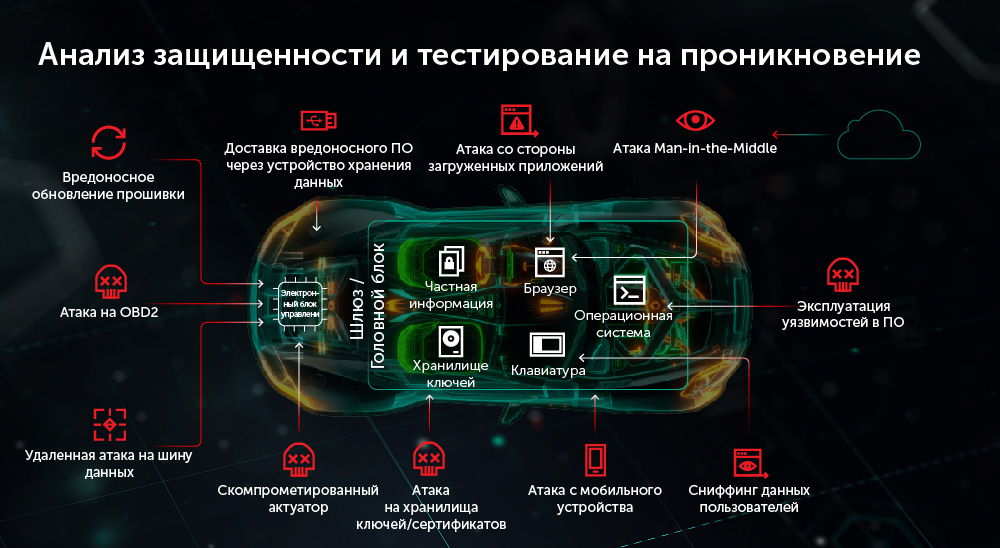 Анализ защищенности и тестирование на проникновение
Вредоносное
обновление прошивки
Доставка вредоносного ПО
через устройство хранения
данных
Атака со стороны
загруженных приложений
Атака Man-in-the-Middle
Атака на OBD2
Удаленная атака на шину
данных
Электрон-
ный блок
управлени
Шлюз /
Головной блок
Частная
информация
Браузер
Операционная
система
Хранилище
ключей
Клавиатура
Эксплуатация
уязвимостей в ПО
Скомпрометированный
актуатор
Атака
на хранилища
ключей/сертификатов
Атака с мобильного
устройства
Сниффинг данных
пользователей